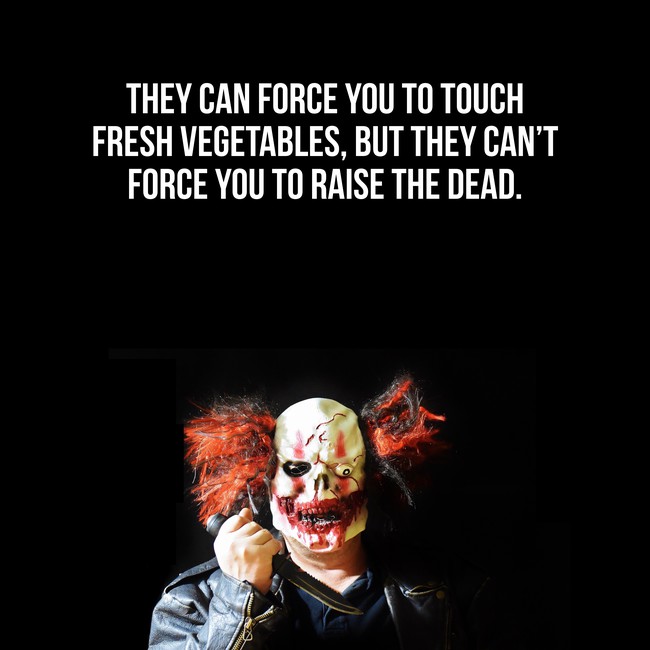 THEY CAN FORCE YOU TO TOUCH
FRESH VEGETABLES, BUT THEY CAN’T
FORCE YOU TO RAISE THE DEAD.